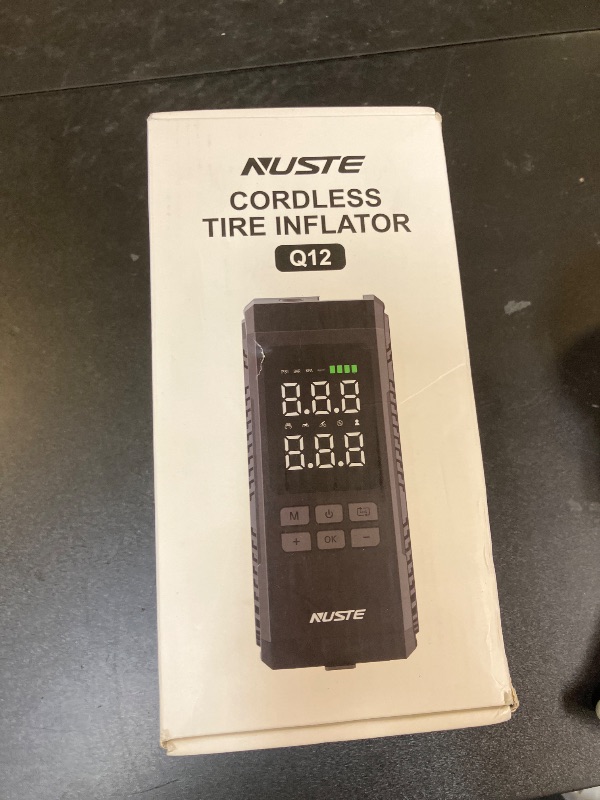 NUSTE
CORDLESS
TIRE INFLATOR
Q12
8.8.8
8.8.8
M
+ OK −
NUSTE